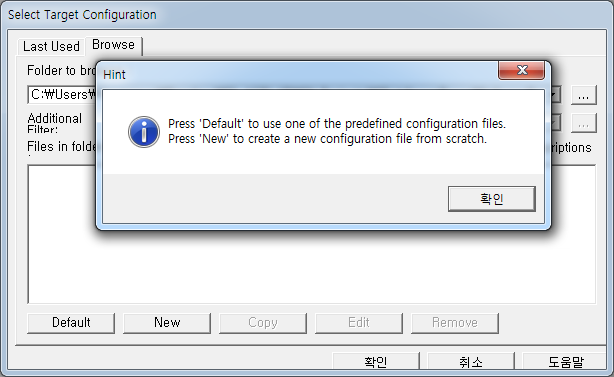 Select Target Configuration
Last Used Browse
Folder to bro
Hint
C:\Users\
...
Press 'Default' to use one of the predefined configuration files.
Press 'New' to create a new configuration file from scratch.
Additional
Filter:
...
Files in folde
riptions
확인
Default New Copy Edit Remove
확인 취소 도움말